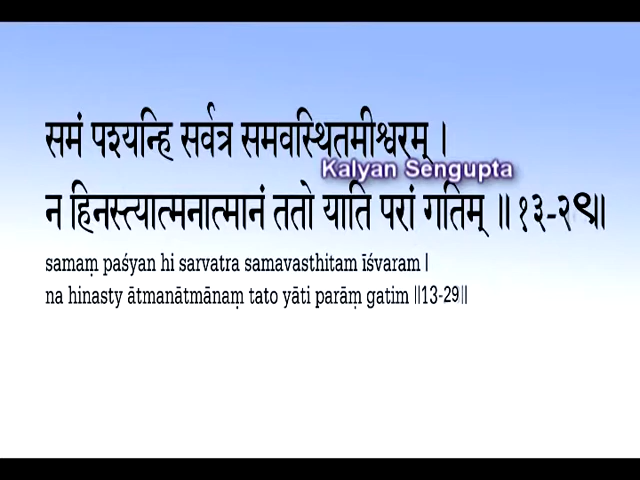 समं पश्यन्हि सर्वत्र समवस्थितमीश्वरम् ।
Kalyan Sengupta
न हिनस्त्यात्मनात्मानं ततो याति परां गतिम् ॥ १३-२९॥
samaṃ paśyan hi sarvatra samavasthitam īśvaram |
na hinasty ātmanātmānaṃ tato yāti parāṃ gatim ||13-29||